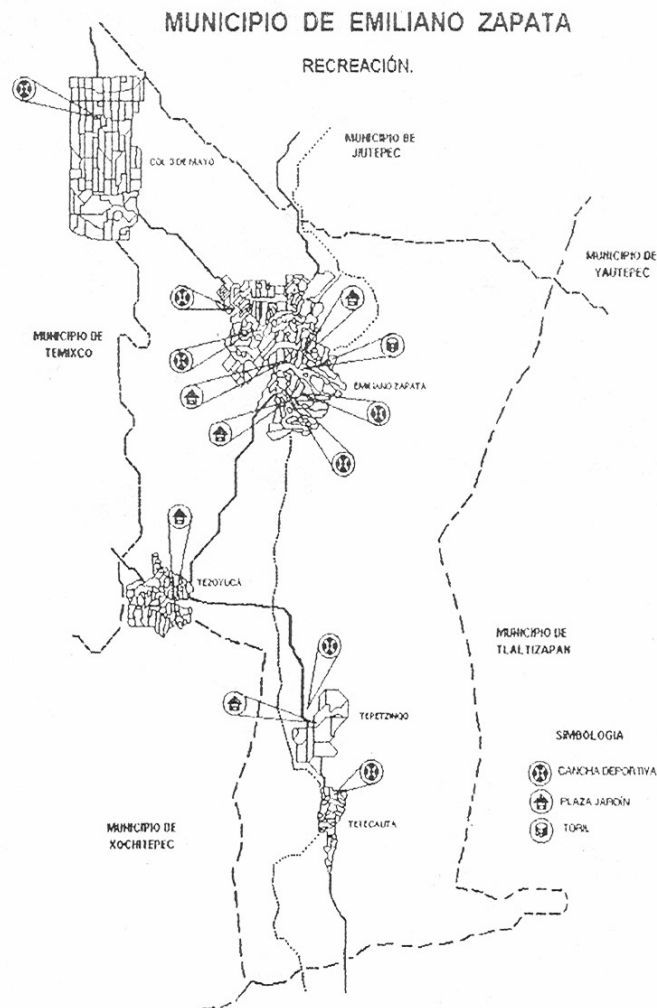 MUNICIPIO DE EMILIANO ZAPATA
RECREACIÓN.
MUNICIPIO DE
JIUTEPEC
COL. 3 DE MAYO
MUNICIPIO DE
YAUTEPEC
MUNICIPIO DE
TEMIXCO
EMILIANO ZAPATA
TEZOYUCA
MUNICIPIO DE
TLALTIZAPAN
TEPETZINGO
SIMBOLOGIA
CANCHA DEPORTIVA
PLAZA JARDÍN
TORIL
MUNICIPIO DE
XOCHITEPEC
TETECALITA